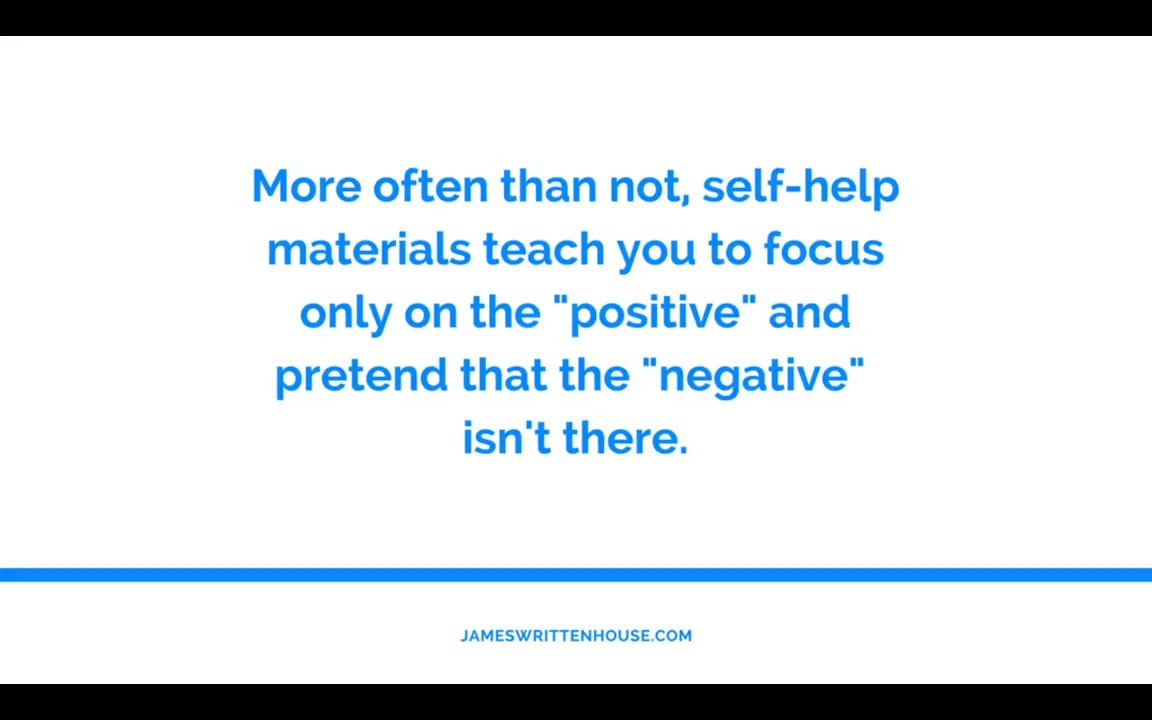 More often than not, self-help
materials teach you to focus
only on the "positive" and
pretend that the "negative"
isn't there.
JAMESWRITTENHOUSE.COM